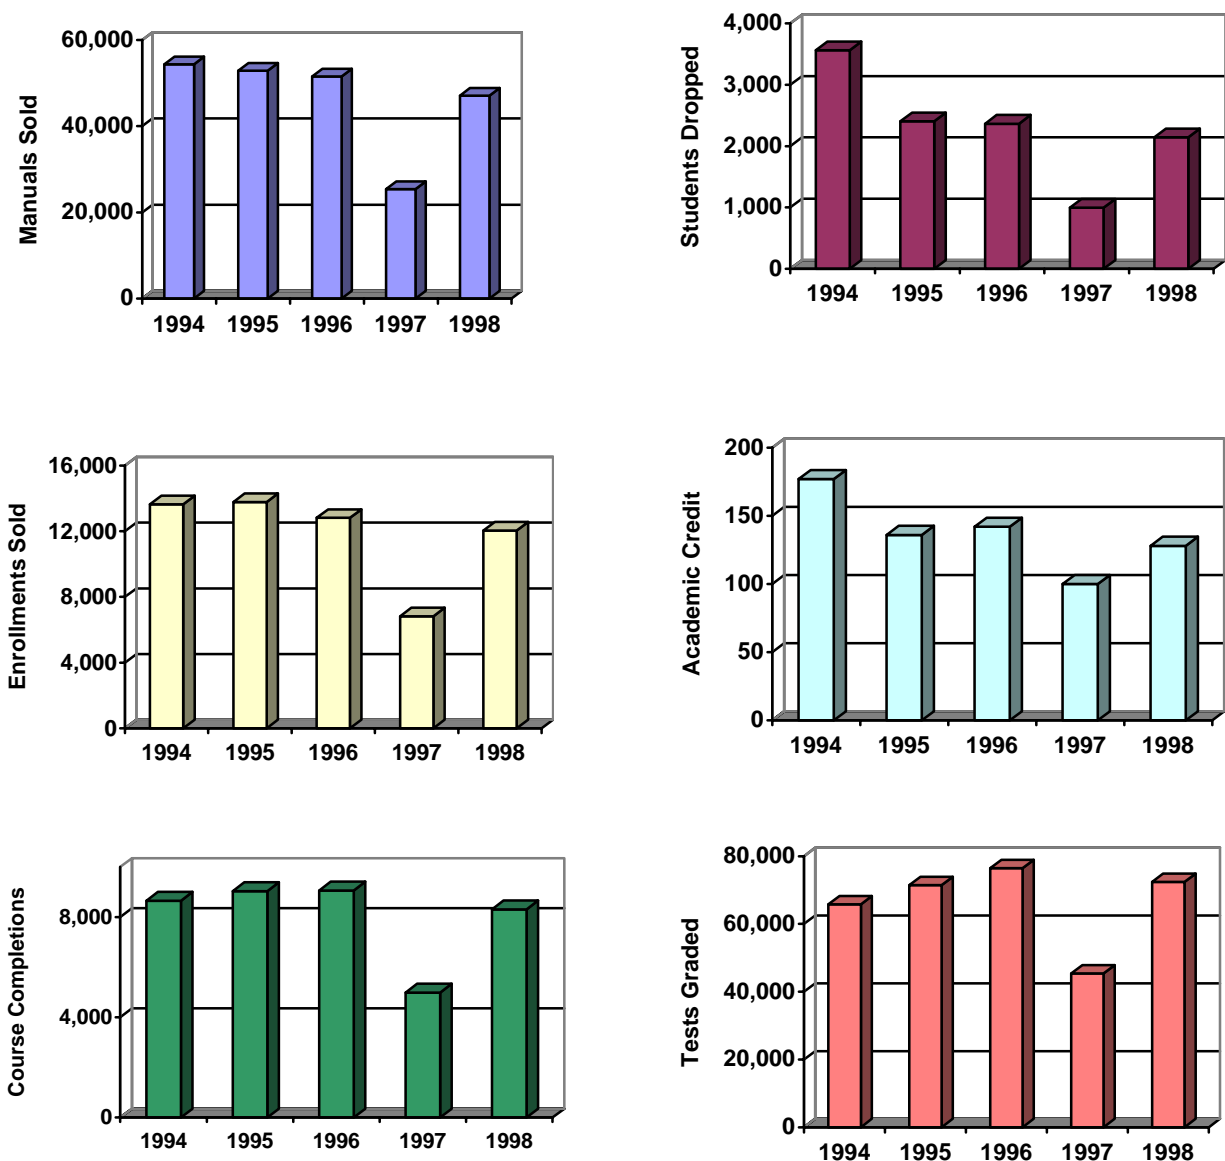 Manuals Sold
60,000
40,000
20,000
0
1994 1995 1996 1997 1998
Students Dropped
4,000
3,000
2,000
1,000
0
1994 1995 1996 1997 1998
Enrollments Sold
16,000
12,000
8,000
4,000
0
1994 1995 1996 1997 1998
Academic Credit
200
150
100
50
0
1994 1995 1996 1997 1998
Course Completions
8,000
4,000
0
1994 1995 1996 1997 1998
Tests Graded
80,000
60,000
40,000
20,000
0
1994 1995 1996 1997 1998